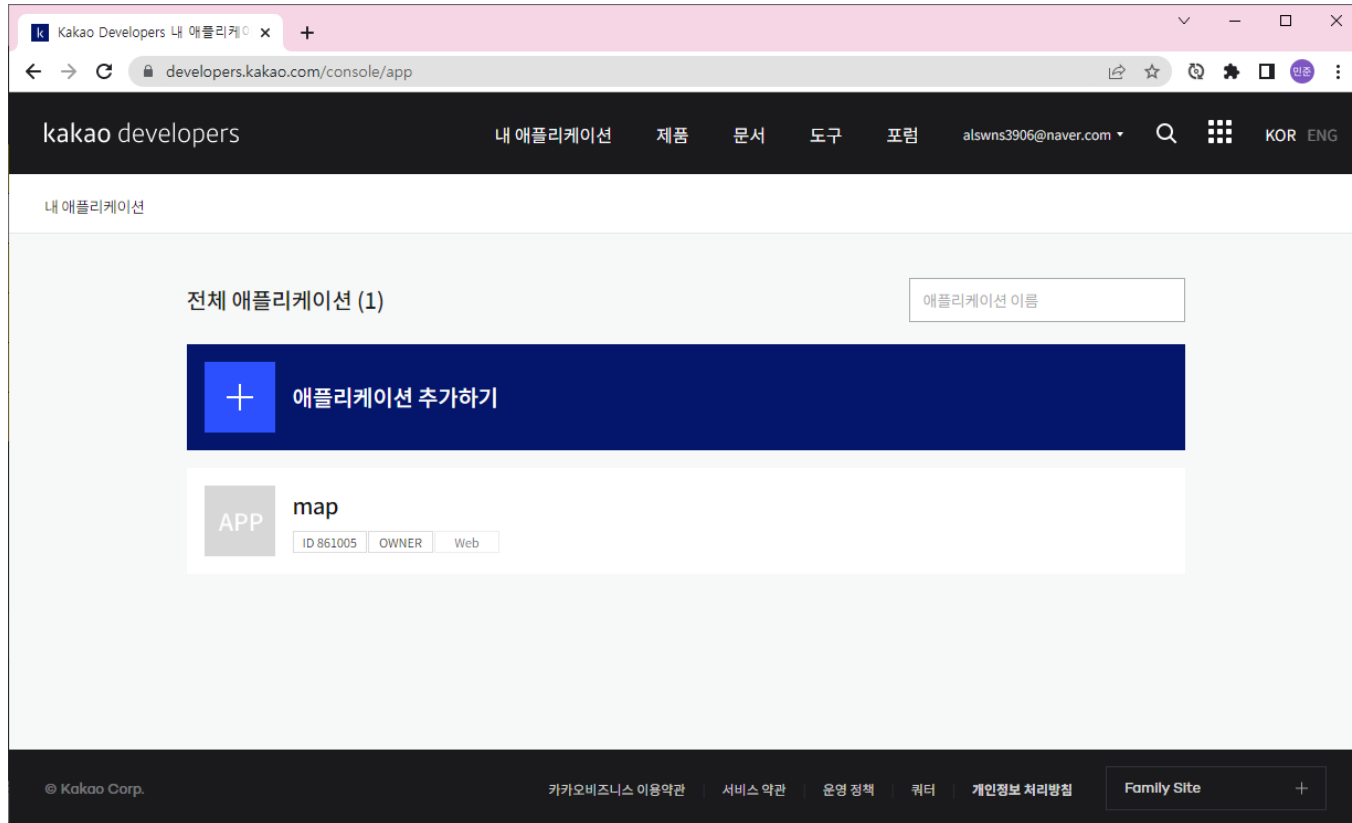 k Kakao Developers 내 애플리케이
developers.kakao.com/console/app
민준
kakao developers 내 애플리케이션 제품 문서 도구 포럼 alswns3906@naver.com KOR ENG
내 애플리케이션
전체 애플리케이션 (1) 애플리케이션 이름
애플리케이션 추가하기
APP
map
ID 861005 OWNER Web
© Kakao Corp. 카카오비즈니스 이용약관 서비스 약관 운영 정책 쿼터 개인정보 처리방침 Family Site